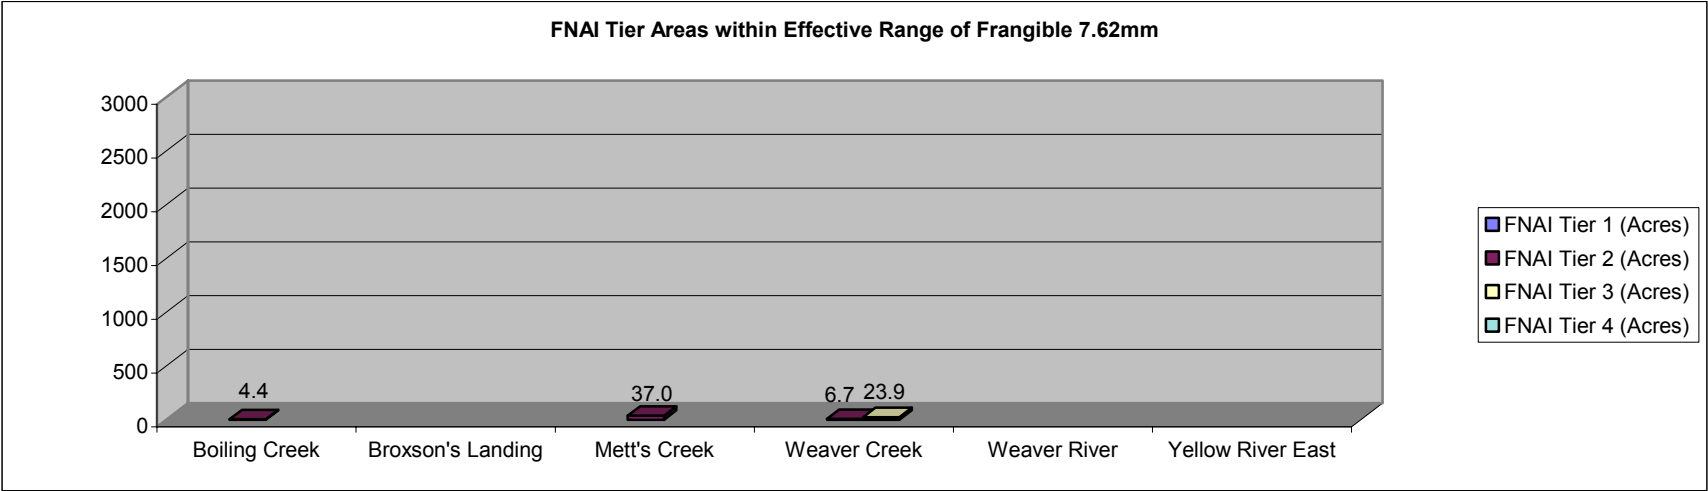 FNAI Tier Areas within Effective Range of Frangible 7.62mm
3000
2500
2000
1500
1000
500
0
4.4
37.0
6.7 23.9
Boiling Creek Broxson's Landing Mett's Creek Weaver Creek Weaver River Yellow River East
FNAI Tier 1 (Acres)
FNAI Tier 2 (Acres)
FNAI Tier 3 (Acres)
FNAI Tier 4 (Acres)